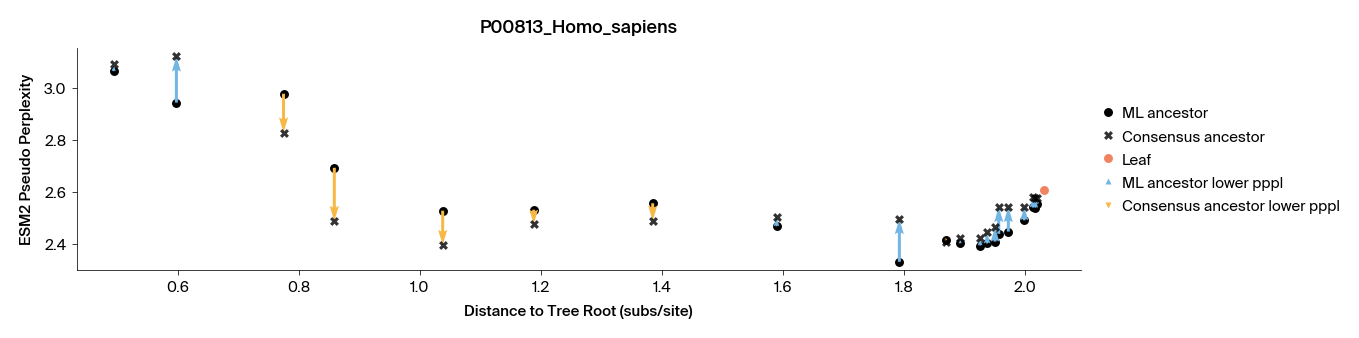 P00813_Homo_sapiens
ESM2 Pseudo Perplexity
3.0
2.8
2.6
2.4
0.6 0.8 1.0 1.2 1.4 1.6 1.8 2.0
Distance to Tree Root (subs/site)
ML ancestor
Consensus ancestor
Leaf
ML ancestor lower pppl
Consensus ancestor lower pppl